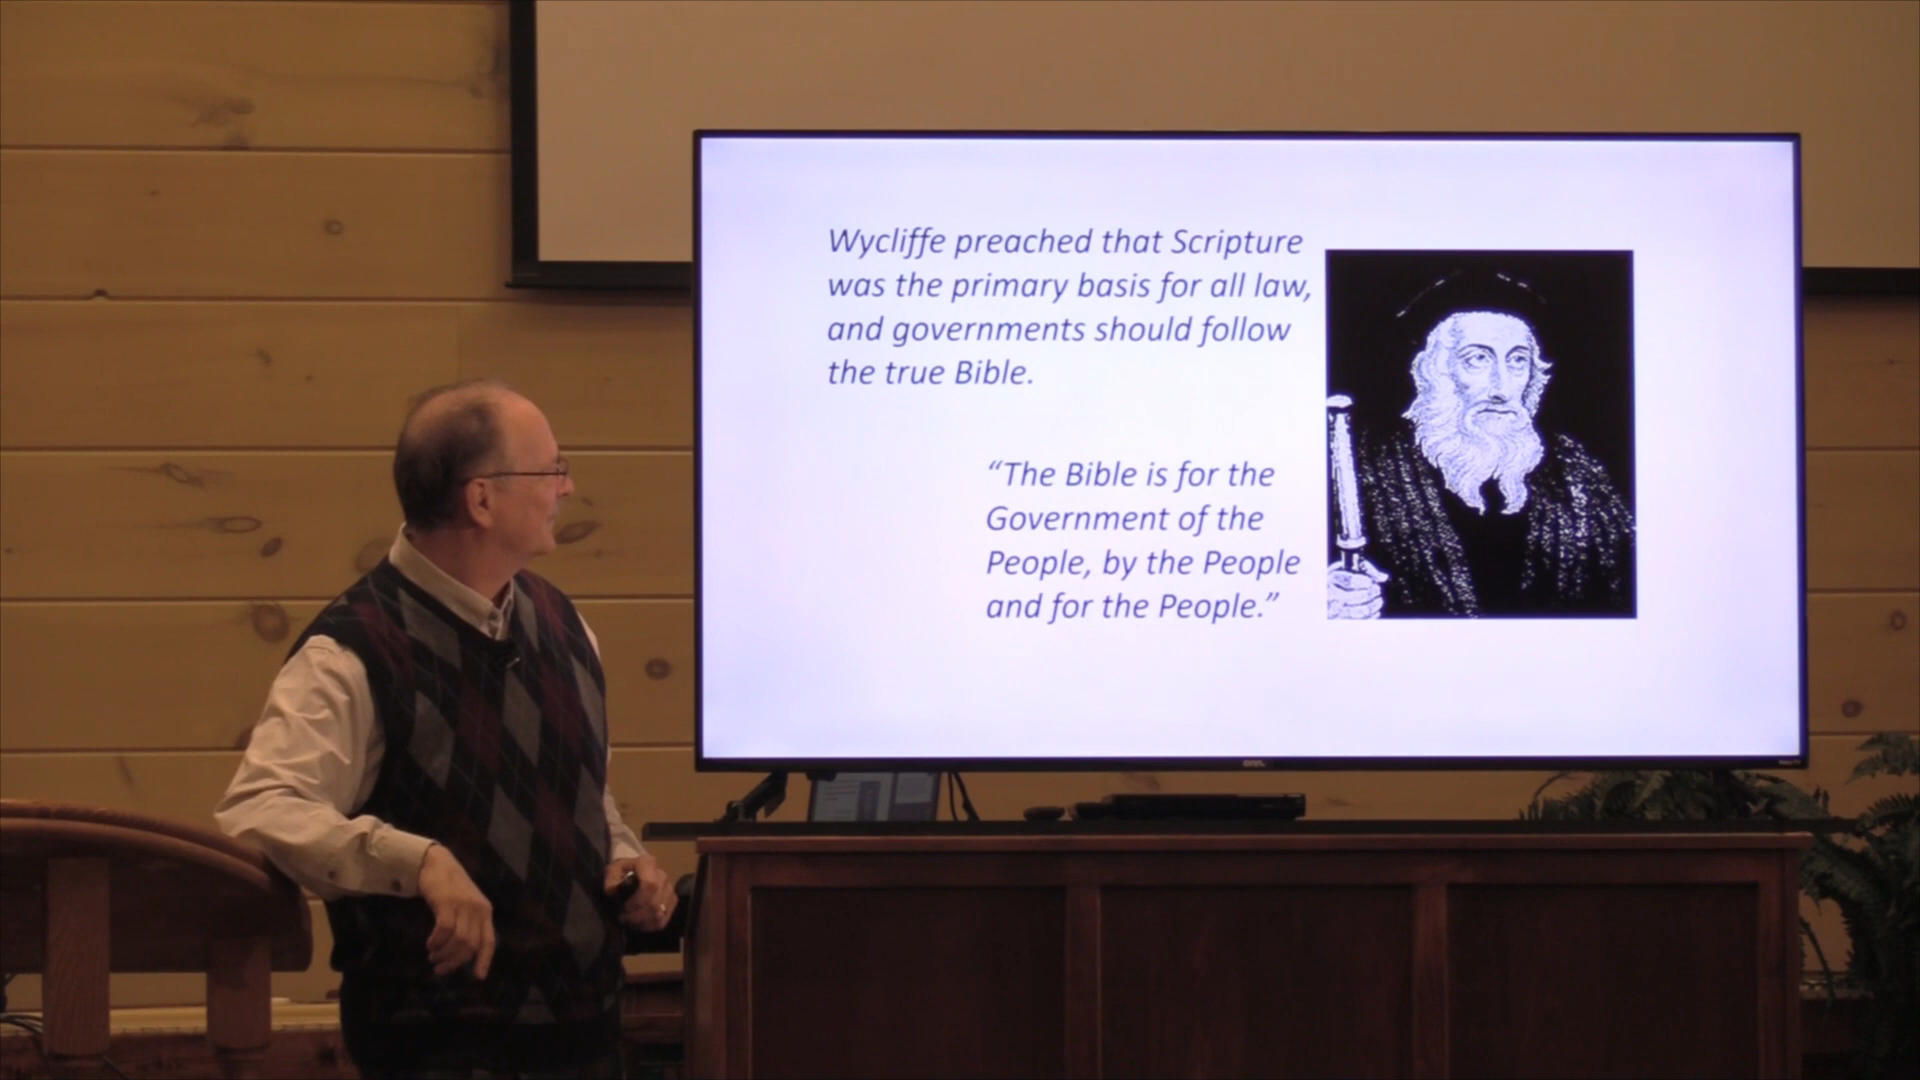 Wycliffe preached that Scripture
was the primary basis for all law,
and governments should follow
the true Bible.
“The Bible is for the
Government of the
People, by the People
and for the People.”
onn.